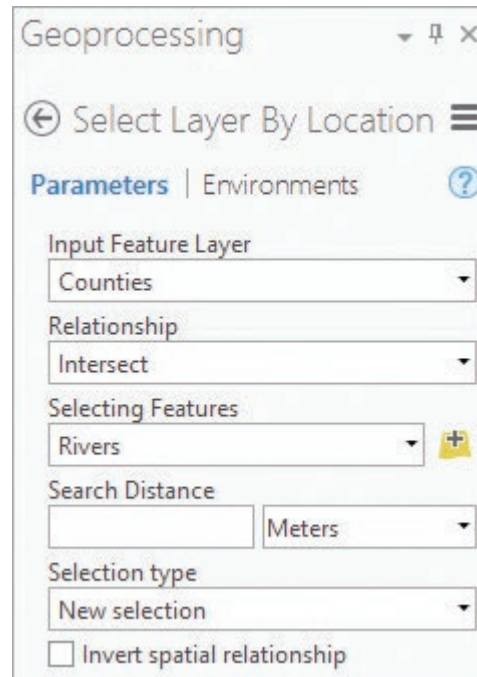 Geoprocessing
Select Layer By Location
Parameters | Environments
Input Feature Layer
Counties
Relationship
Intersect
Selecting Features
Rivers
Search Distance
Meters
Selection type
New selection
Invert spatial relationship